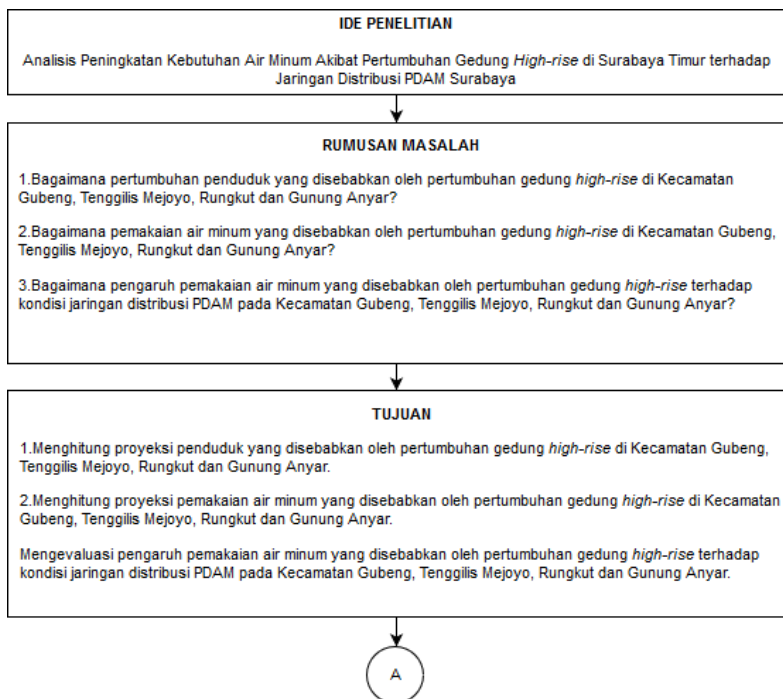 IDE PENELITIAN
Analisis Peningkatan Kebutuhan Air Minum Akibat Pertumbuhan Gedung High-rise di Surabaya Timur terhadap
Jaringan Distribusi PDAM Surabaya
RUMUSAN MASALAH
1.Bagaimana pertumbuhan penduduk yang disebabkan oleh pertumbuhan gedung high-rise di Kecamatan
Gubeng, Tenggilis Mejoyo, Rungkut dan Gunung Anyar?
2.Bagaimana pemakaian air minum yang disebabkan oleh pertumbuhan gedung high-rise di Kecamatan Gubeng,
Tenggilis Mejoyo, Rungkut dan Gunung Anyar?
3.Bagaimana pengaruh pemakaian air minum yang disebabkan oleh pertumbuhan gedung high-rise terhadap
kondisi jaringan distribusi PDAM pada Kecamatan Gubeng, Tenggilis Mejoyo, Rungkut dan Gunung Anyar?
TUJUAN
1.Menghitung proyeksi penduduk yang disebabkan oleh pertumbuhan gedung high-rise di Kecamatan Gubeng,
Tenggilis Mejoyo, Rungkut dan Gunung Anyar.
2.Menghitung proyeksi pemakaian air minum yang disebabkan oleh pertumbuhan gedung high-rise di Kecamatan
Gubeng, Tenggilis Mejoyo, Rungkut dan Gunung Anyar.
Mengevaluasi pengaruh pemakaian air minum yang disebabkan oleh pertumbuhan gedung high-rise terhadap
kondisi jaringan distribusi PDAM pada Kecamatan Gubeng, Tenggilis Mejoyo, Rungkut dan Gunung Anyar.
A